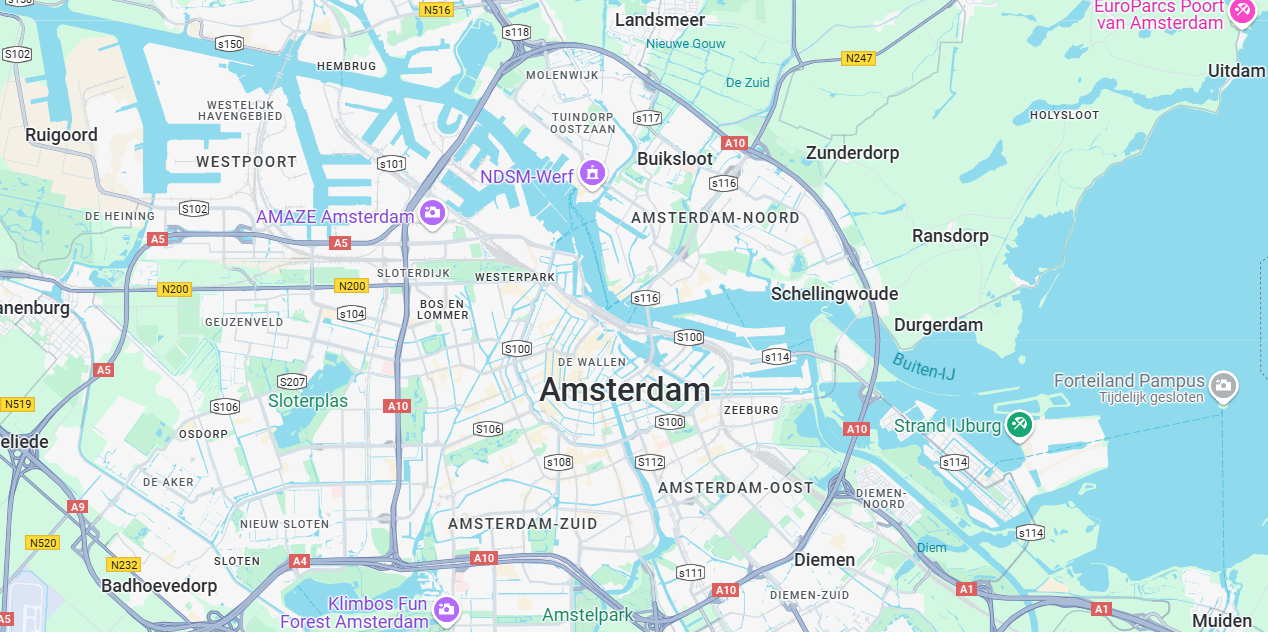 S150
N516
Landsmeer
EuroParcs Poort
van Amsterdam
S118
S102
S150
Nieuwe Gouw
N247
HEMBRUG
MOLENWIJK
De Zuid
Uitdam
WESTELIJK
HAVENGEBIED
TUINDORP
OOSTZAAN
S117
HOLYSLOOT
Ruigoord
A10
WESTPOORT
S101
Buiksloot
Zunderdorp
NDSM-Werf
S116
DE HEINING
S102
AMAZE Amsterdam
AMSTERDAM-NOORD
A5
A5
Ransdorp
SLOTERDIJK
WESTERPARK
N200
N200
S116
Schellingwoude
anenburg
S104
BOS EN
LOMMER
GEUZENVELD
Durgerdam
S100
S100
DE WALLEN
S114
A5
Buiten-IJ
S207
Amsterdam
Forteiland Pampus
Tijdelijk gesloten
N519
S106
Sloterplas
A10
ZEEBURG
S100
Strand IJburg
eliede
OSDORP
S106
A10
S108
S112
S114
DE AKER
AMSTERDAM-OOST
DIEMEN-
NOORD
A9
NIEUW SLOTEN
AMSTERDAM-ZUID
S114
N520
Diem
N232
SLOTEN
A4
A10
Diemen
S111
Badhoevedorp
A10
A1
DIEMEN-ZUID
Klimbos Fun
Forest Amsterdam
Amstelpark
A1
A5
Muiden